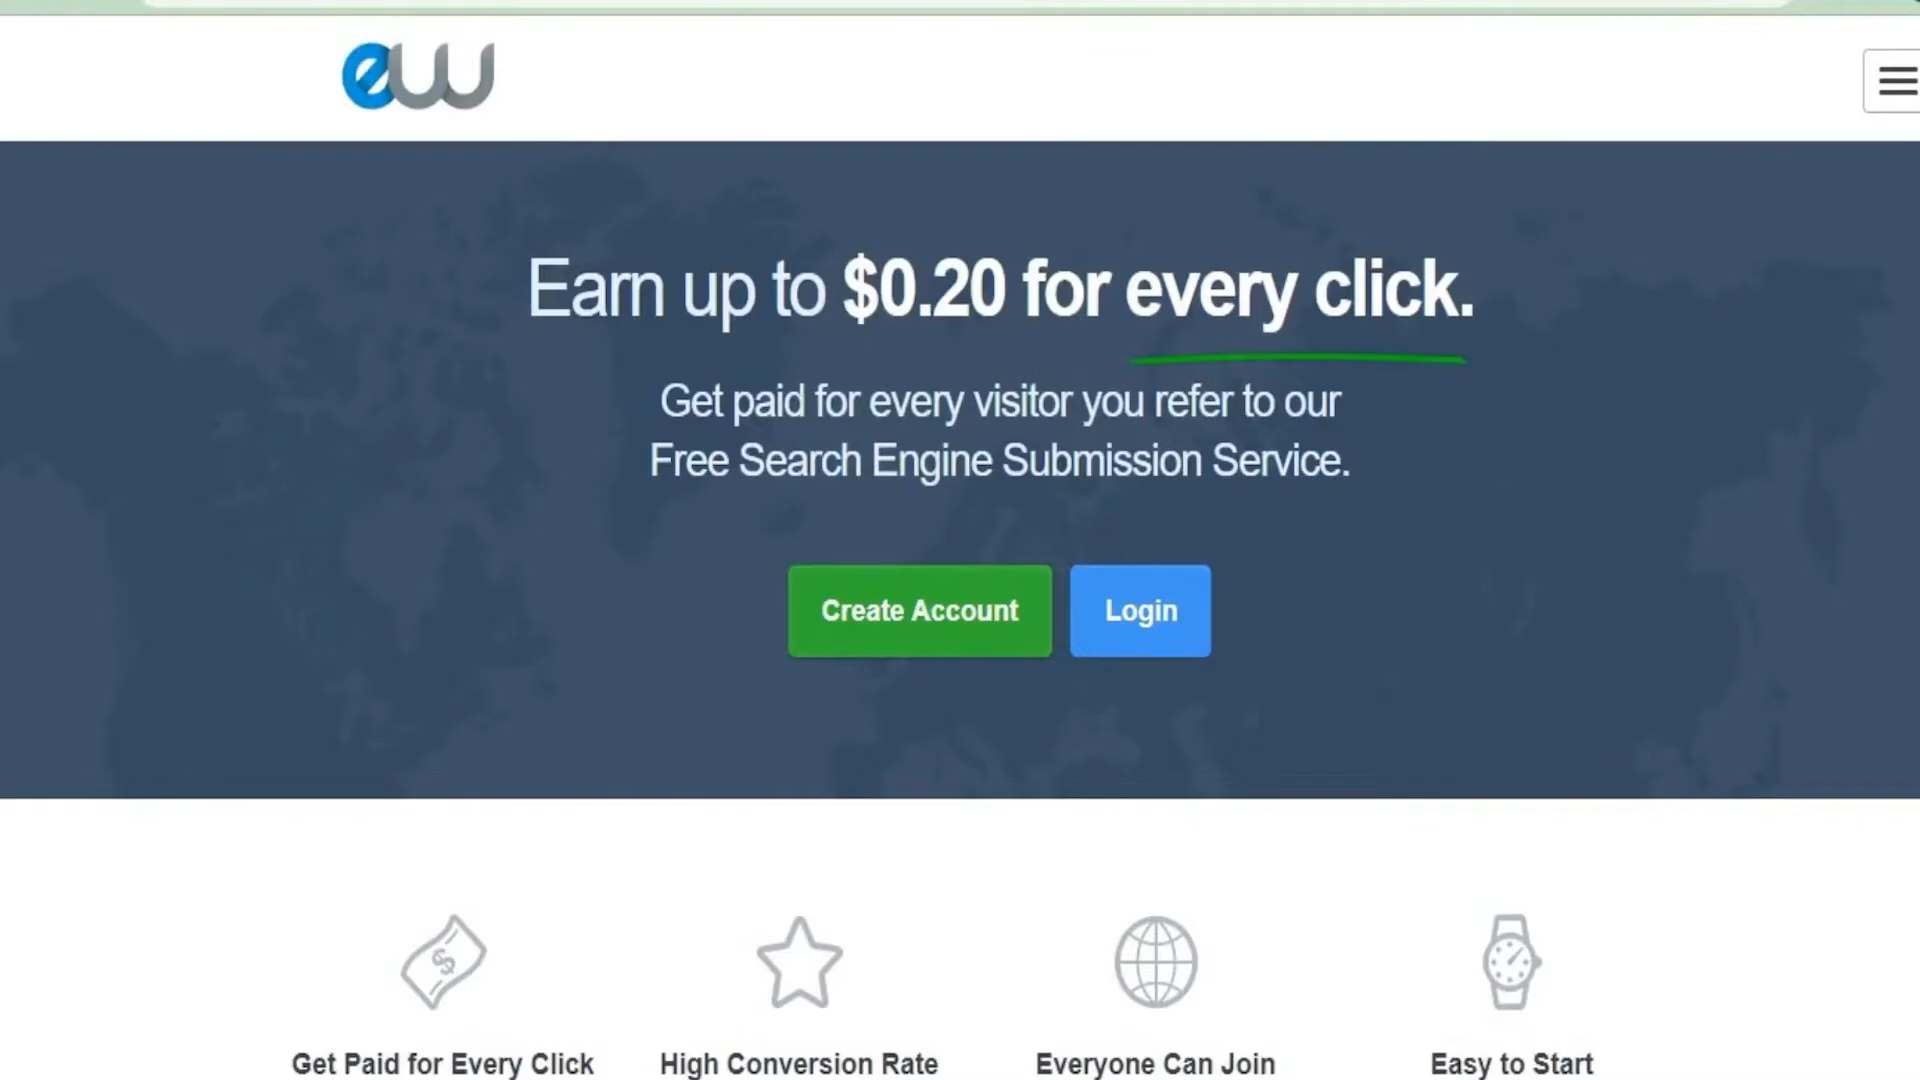 ew
Earn up to $0.20 for every click.
Get paid for every visitor you refer to our
Free Search Engine Submission Service.
Create Account
Login
Get Paid for Every Click
High Conversion Rate
Everyone Can Join
Easy to Start